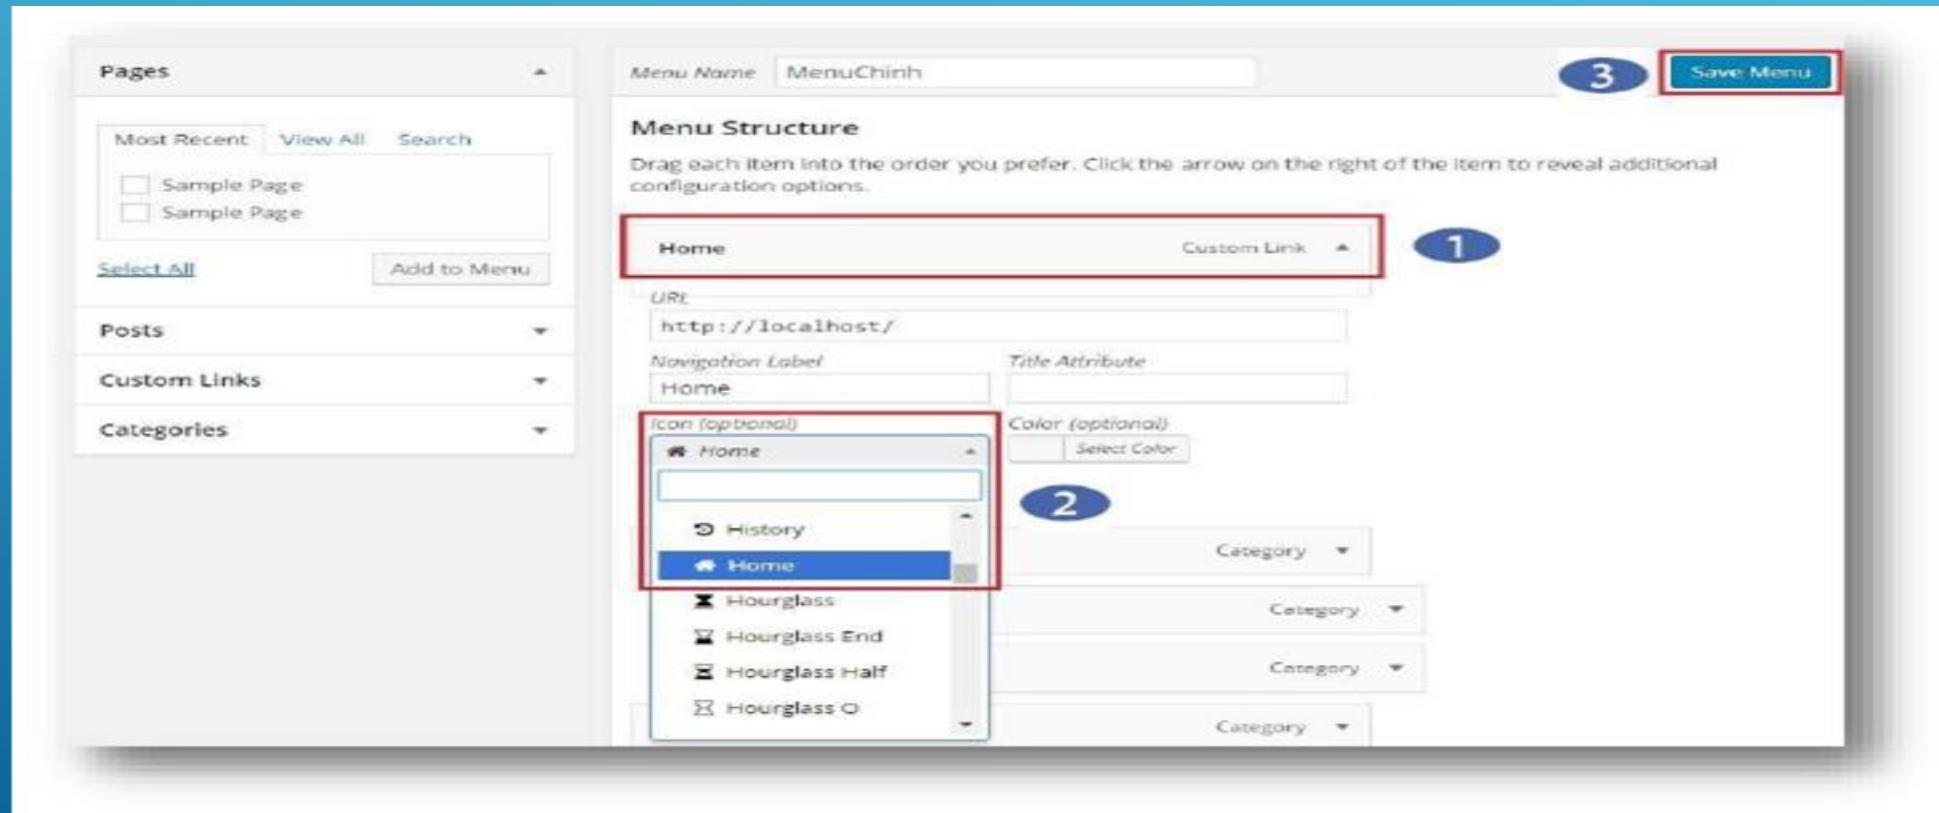 Pages
Most Recent View All Search
Sample Page
Sample Page
Select All Add to Menu
Posts
Custom Links
Categories
Menu Name MenuChinh
3 Save Menu
Menu Structure
Drag each item into the order you prefer. Click the arrow on the right of the item to reveal additional
configuration options.
Home Custom Link 1
URL
http://localhost/
Navigation Label Title Attribute
Home
Icon (optional) Color (optional)
Home Select Color
2
History
Home
Hourglass
Hourglass End
Hourglass Half
Hourglass O
Category
Category
Category
Category